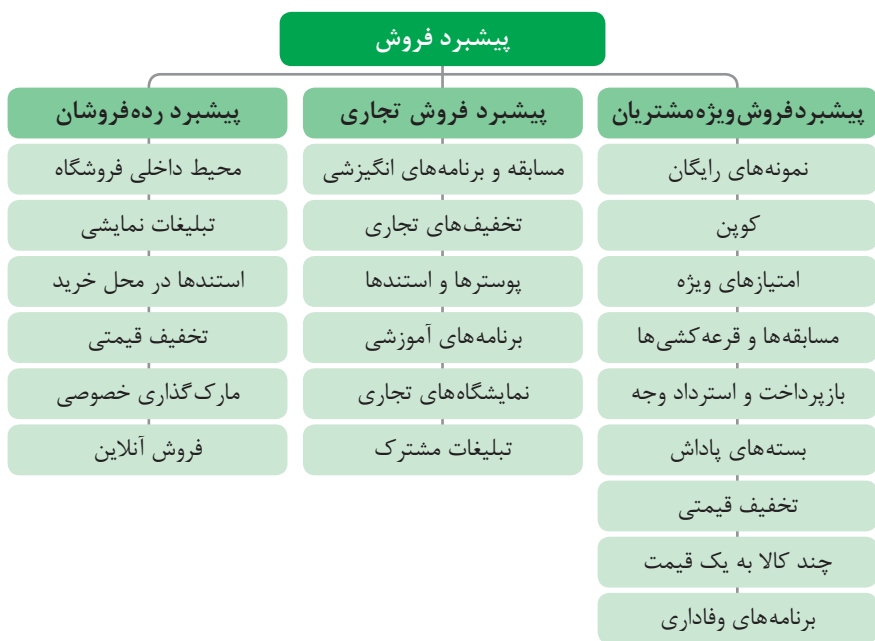 پیشبرد فروش
پیشبردفروش‌ویژه‌مشتریان
نمونه‌های رایگان
کوپن
امتیازهای ویژه
مسابقه‌ها و قرعه‌کشی‌ها
بازپرداخت و استرداد وجه
بسته‌های پاداش
تخفیف قیمتی
چند کالا به یک قیمت
برنامه‌های وفاداری
پیشبرد فروش تجاری
مسابقه و برنامه‌های انگیزشی
تخفیف‌های تجاری
پوسترها و استندها
برنامه‌های آموزشی
نمایشگاه‌های تجاری
تبلیغات مشترک
پیشبرد رده‌فروشان
محیط داخلی فروشگاه
تبلیغات نمایشی
استندها در محل خرید
تخفیف قیمتی
مارک‌گذاری خصوصی
فروش آنلاین